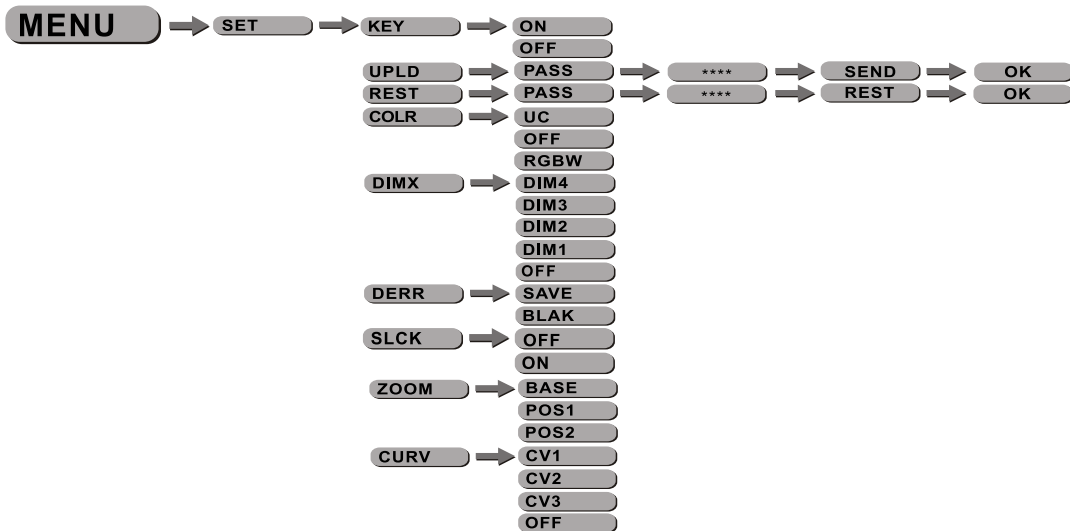 MENU SET KEY ON
OFF
UPLD PASS **** SEND OK
REST PASS **** REST OK
COLR UC
OFF
RGBW
DIMX DIM4
DIM3
DIM2
DIM1
OFF
DERR SAVE
BLAK
SLCK OFF
ON
ZOOM BASE
POS1
POS2
CURV CV1
CV2
CV3
OFF